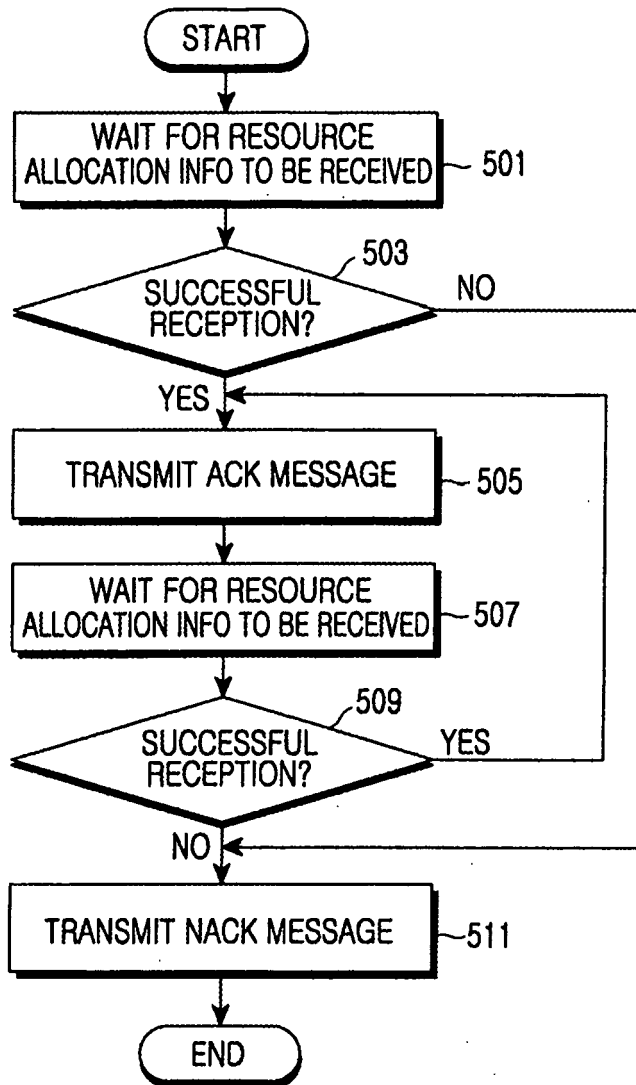 START
WAIT FOR RESOURCE
ALLOCATION INFO TO BE RECEIVED
501
503
SUCCESSFUL
RECEPTION?
NO
YES
TRANSMIT ACK MESSAGE
505
WAIT FOR RESOURCE
ALLOCATION INFO TO BE RECEIVED
507
509
SUCCESSFUL
RECEPTION?
YES
NO
TRANSMIT NACK MESSAGE
511
END